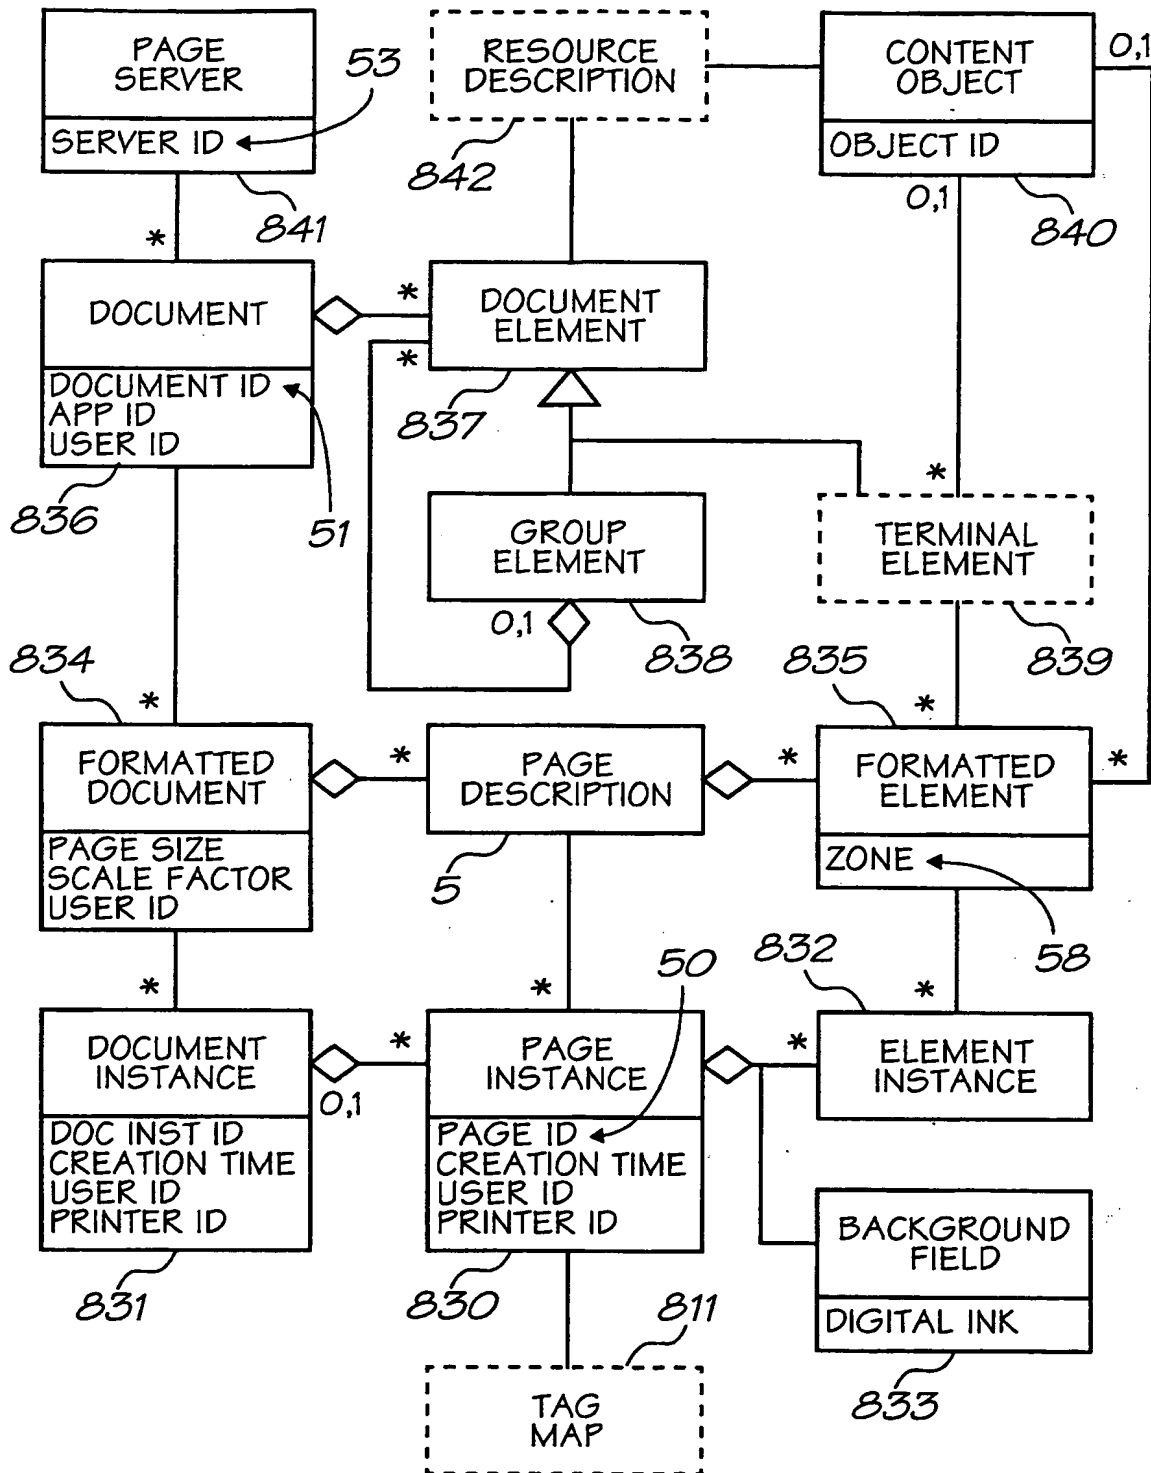 PAGE
SERVER
SERVER ID
53
841
RESOURCE
DESCRIPTION
842
CONTENT
OBJECT
OBJECT ID
0,1
0,1
840
*
DOCUMENT
DOCUMENT ID
APP ID
USER ID
836
51
*
*
DOCUMENT
ELEMENT
837
GROUP
ELEMENT
0,1
838
*
TERMINAL
ELEMENT
839
834
*
FORMATTED
DOCUMENT
PAGE SIZE
SCALE FACTOR
USER ID
*
PAGE
DESCRIPTION
5
835
*
*
*
FORMATTED
ELEMENT
ZONE
58
*
DOCUMENT
INSTANCE
0,1
DOC INST ID
CREATION TIME
USER ID
PRINTER ID
831
*
*
50
PAGE
INSTANCE
PAGE ID
CREATION TIME
USER ID
PRINTER ID
830
832
*
*
ELEMENT
INSTANCE
BACKGROUND
FIELD
DIGITAL INK
833
811
TAG
MAP